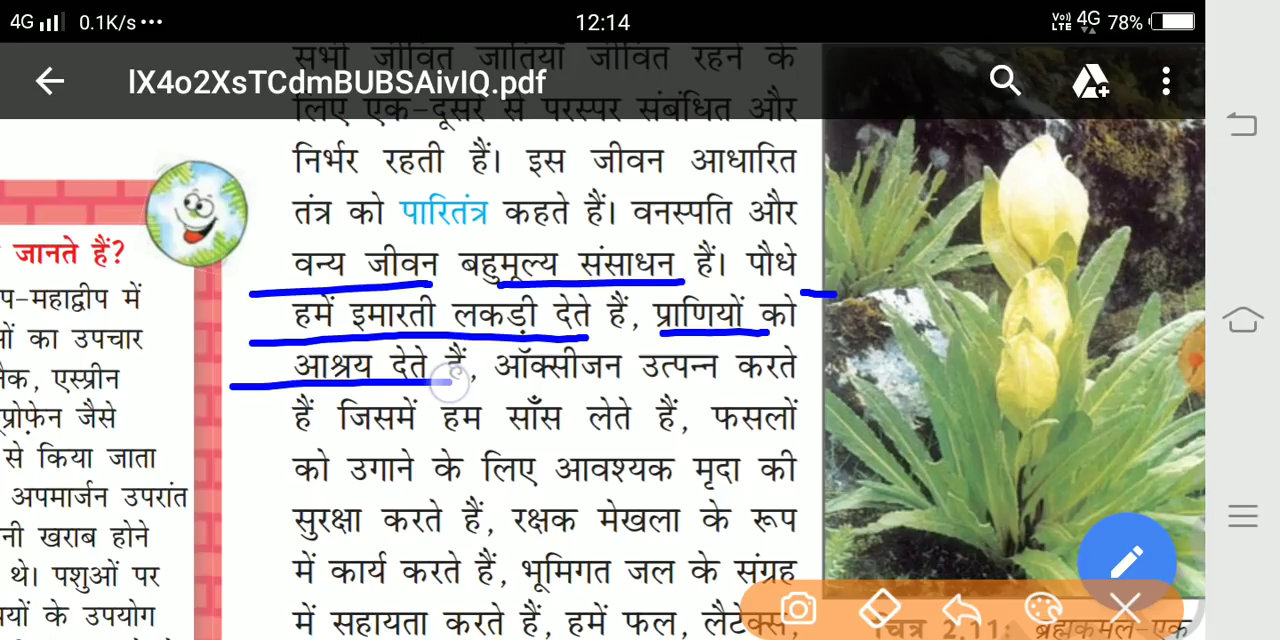 4G 0.1K/s ··· 12:14 Vo) LTE 4G 78%
lX4o2XsTCdmBUBSAivIQ.pdf
सभी जीवित जातियाँ जीवित रहने के
लिए एक-दूसरे से परस्पर संबंधित और
निर्भर रहती हैं। इस जीवन आधारित
तंत्र को पारितंत्र कहते हैं। वनस्पति और
वन्य जीवन बहुमूल्य संसाधन हैं। पौधे
हमें इमारती लकड़ी देते हैं, प्राणियों को
आश्रय देते हैं, ऑक्सीजन उत्पन्न करते
हैं जिसमें हम साँस लेते हैं, फसलों
को उगाने के लिए आवश्यक मृदा की
सुरक्षा करते हैं, रक्षक मेखला के रूप
में कार्य करते हैं, भूमिगत जल के संग्रह
में सहायता करते हैं, हमें फल, लैटेक्स,
जानते हैं?
प-महाद्वीप में
का उपचार
एस्प्रीन
प्रोफ़ेन जैसे
से किया जाता
अपमार्जन उपरांत
नी खराब होने
थे। पशुओं पर
के उपयोग
चित्र 2.11: ब्रह्मकमल-एक